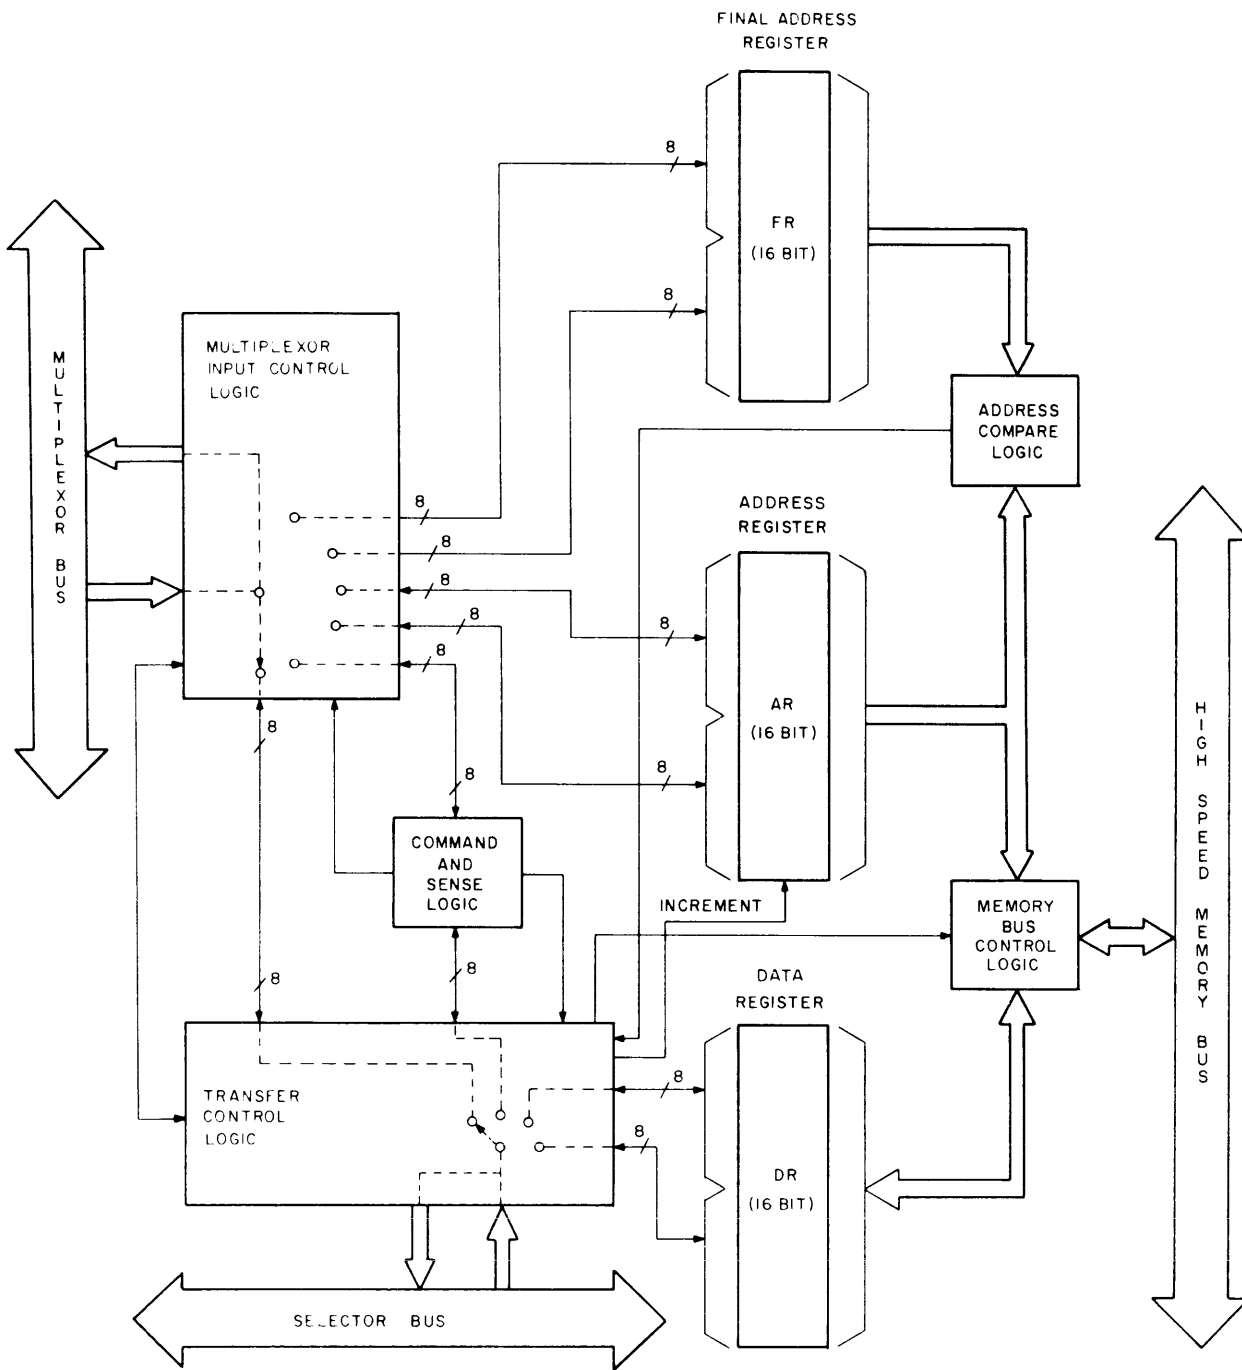 FINAL ADDRESS
REGISTER
8
FR
(16 BIT)
8
MULTIPLEXOR BUS
MULTIPLEXOR
INPUT CONTROL
LOGIC
ADDRESS
COMPARE
LOGIC
8
8
8
8
8
ADDRESS
REGISTER
8
AR
(16 BIT)
8
HIGH SPEED MEMORY BUS
8
8
COMMAND
AND
SENSE
LOGIC
INCREMENT
MEMORY
BUS
CONTROL
LOGIC
8
8
DATA
REGISTER
TRANSFER
CONTROL
LOGIC
8
8
DR
(16 BIT)
SELECTOR BUS